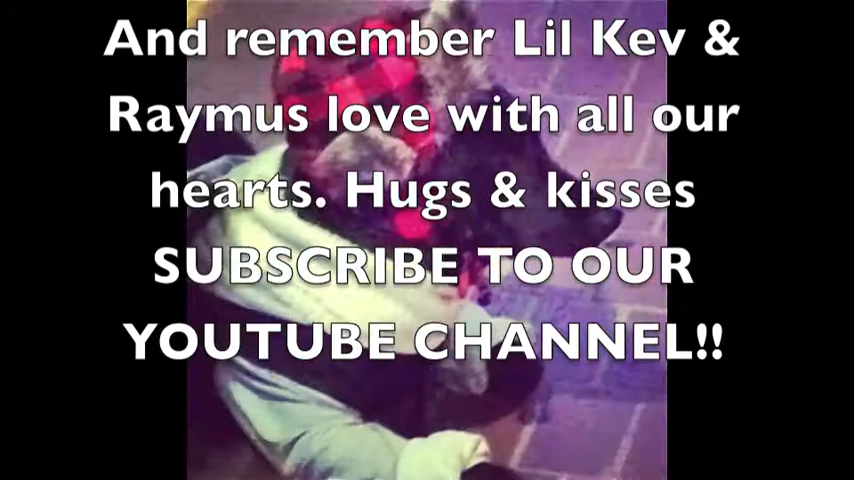 And remember Lil Kev &
Raymus love with all our
hearts. Hugs & kisses
SUBSCRIBE TO OUR
YOUTUBE CHANNEL!!